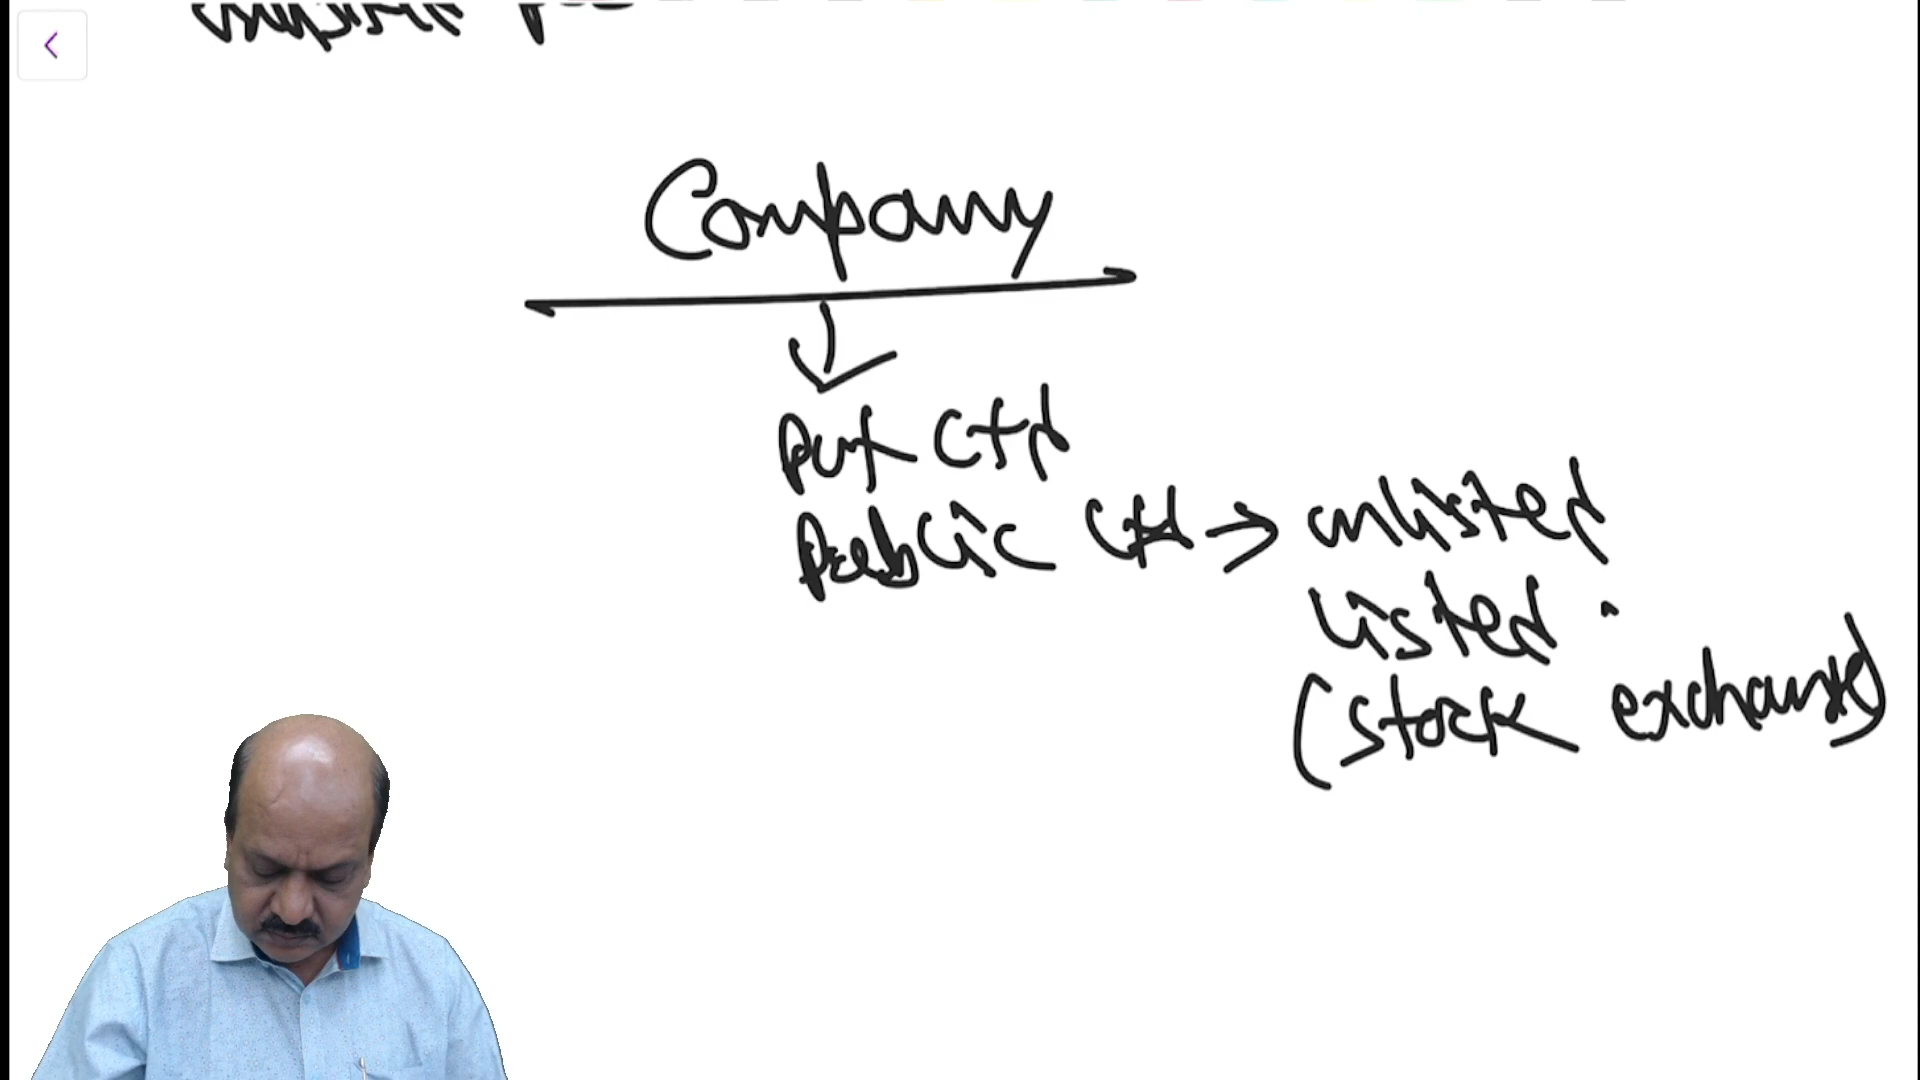 Company
Pvt Ltd
Public Ltd → unlisted
Listed
(Stock exchange)